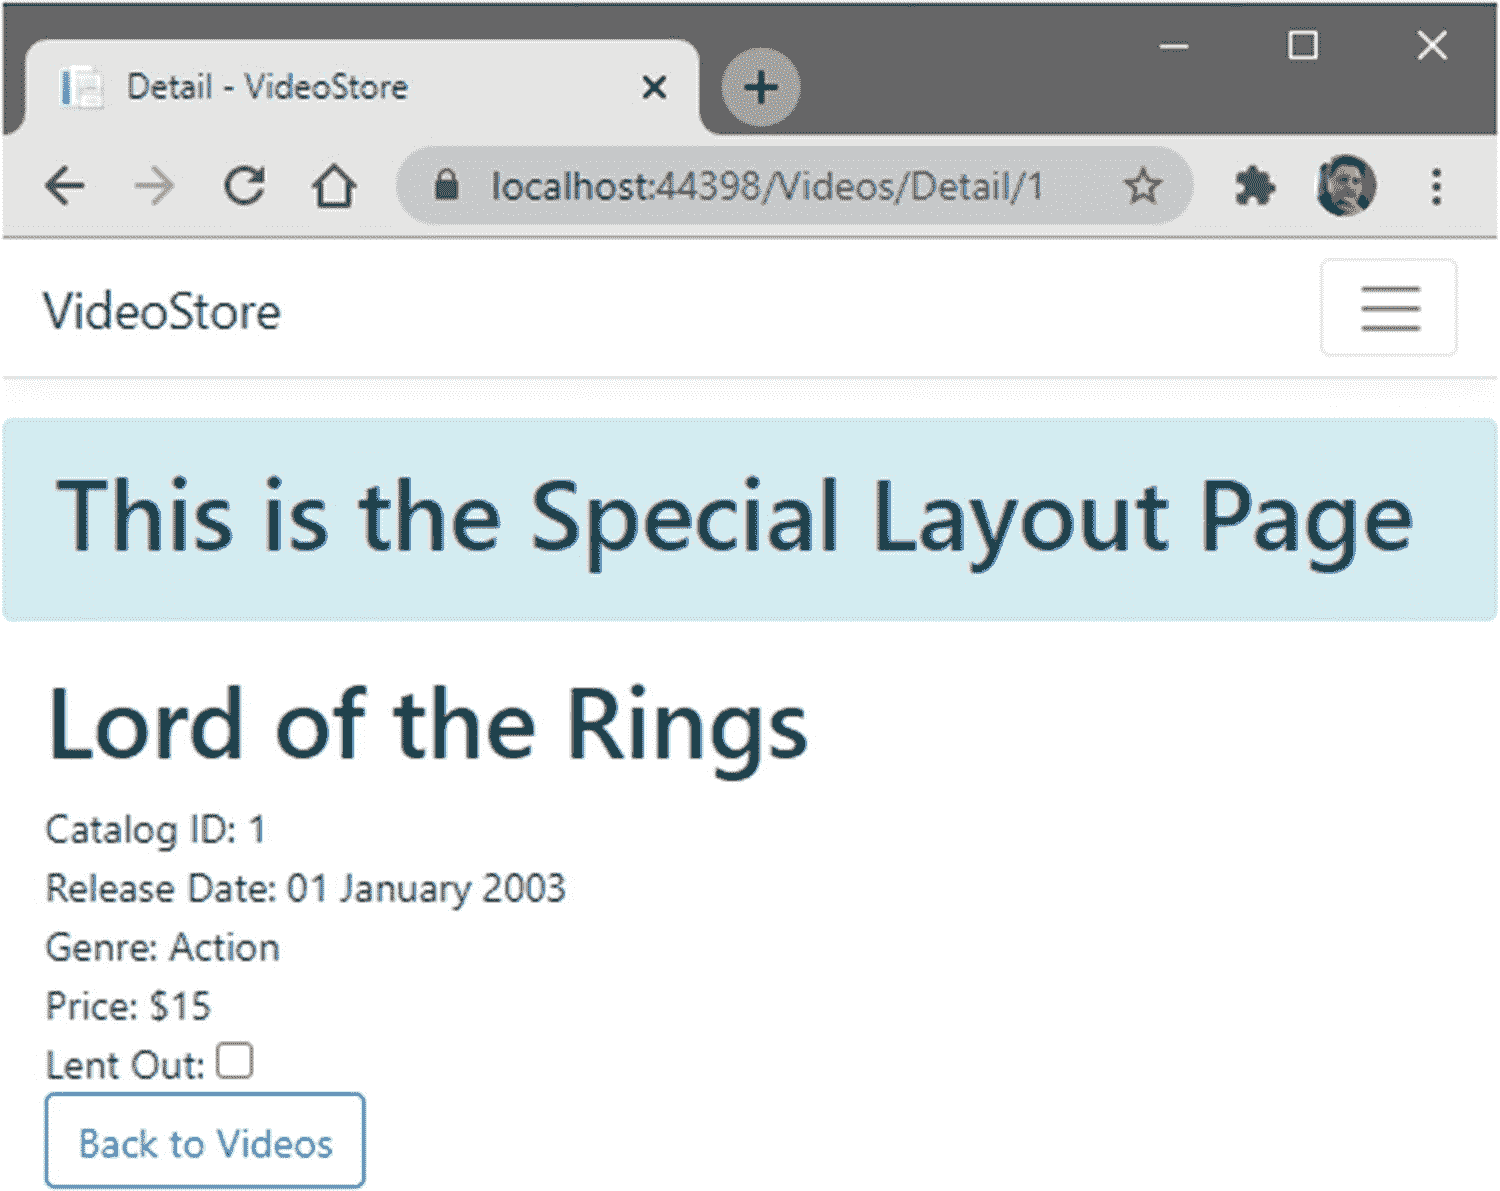 Detail - VideoStore
localhost:44398/Videos/Detail/1
VideoStore
This is the Special Layout Page
Lord of the Rings
Catalog ID: 1
Release Date: 01 January 2003
Genre: Action
Price: $15
Lent Out:
Back to Videos